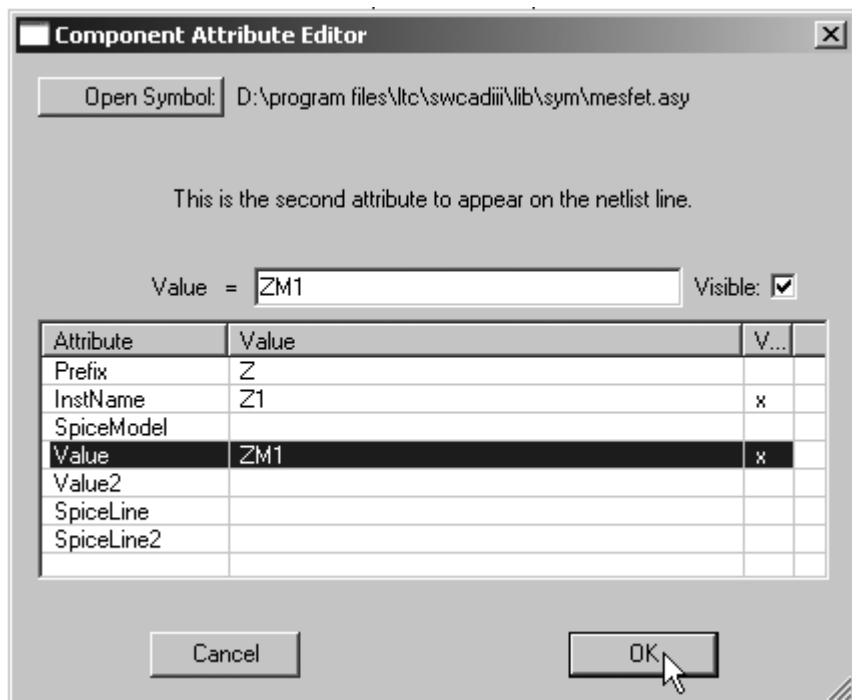 Component Attribute Editor
Open Symbol: D:\program files\ltc\swcadiii\lib\sym\mesfet.asy
This is the second attribute to appear on the netlist line.
Value = ZM1 Visible:
Attribute Value V...
Prefix Z
InstName Z1 x
SpiceModel
Value ZM1 x
Value2
SpiceLine
SpiceLine2
Cancel OK